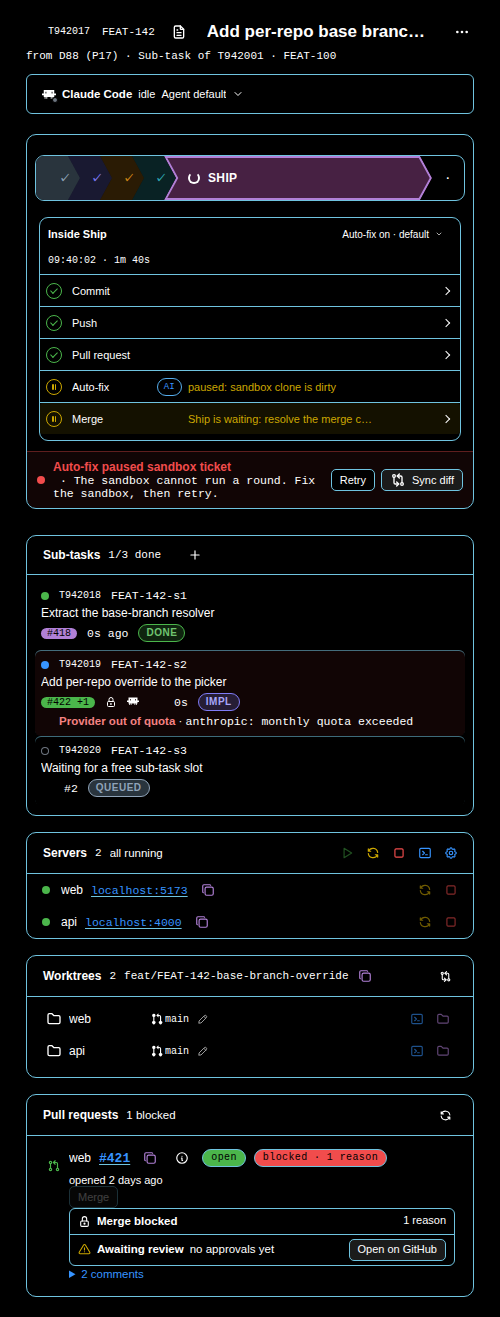 T942017 FEAT-142 Add per-repo base branc…
from D88 (P17) · Sub-task of T942001 · FEAT-100
Claude Code idle Agent default
SHIP
Inside Ship Auto-fix on · default
09:40:02 · 1m 40s
Commit
Push
Pull request
Auto-fix AI paused: sandbox clone is dirty
Merge Ship is waiting: resolve the merge c…
Auto-fix paused sandbox ticket
· The sandbox cannot run a round. Fix
the sandbox, then retry.
Retry Sync diff
Sub-tasks 1/3 done
T942018 FEAT-142-s1
Extract the base-branch resolver
#418 0s ago DONE
T942019 FEAT-142-s2
Add per-repo override to the picker
#422 +1 0s IMPL
Provider out of quota · anthropic: monthly quota exceeded
T942020 FEAT-142-s3
Waiting for a free sub-task slot
#2 QUEUED
Servers 2 all running
web localhost:5173
api localhost:4000
Worktrees 2 feat/FEAT-142-base-branch-override
web main
api main
Pull requests 1 blocked
web #421 open blocked · 1 reason
opened 2 days ago
Merge
Merge blocked 1 reason
Awaiting review no approvals yet Open on GitHub
2 comments